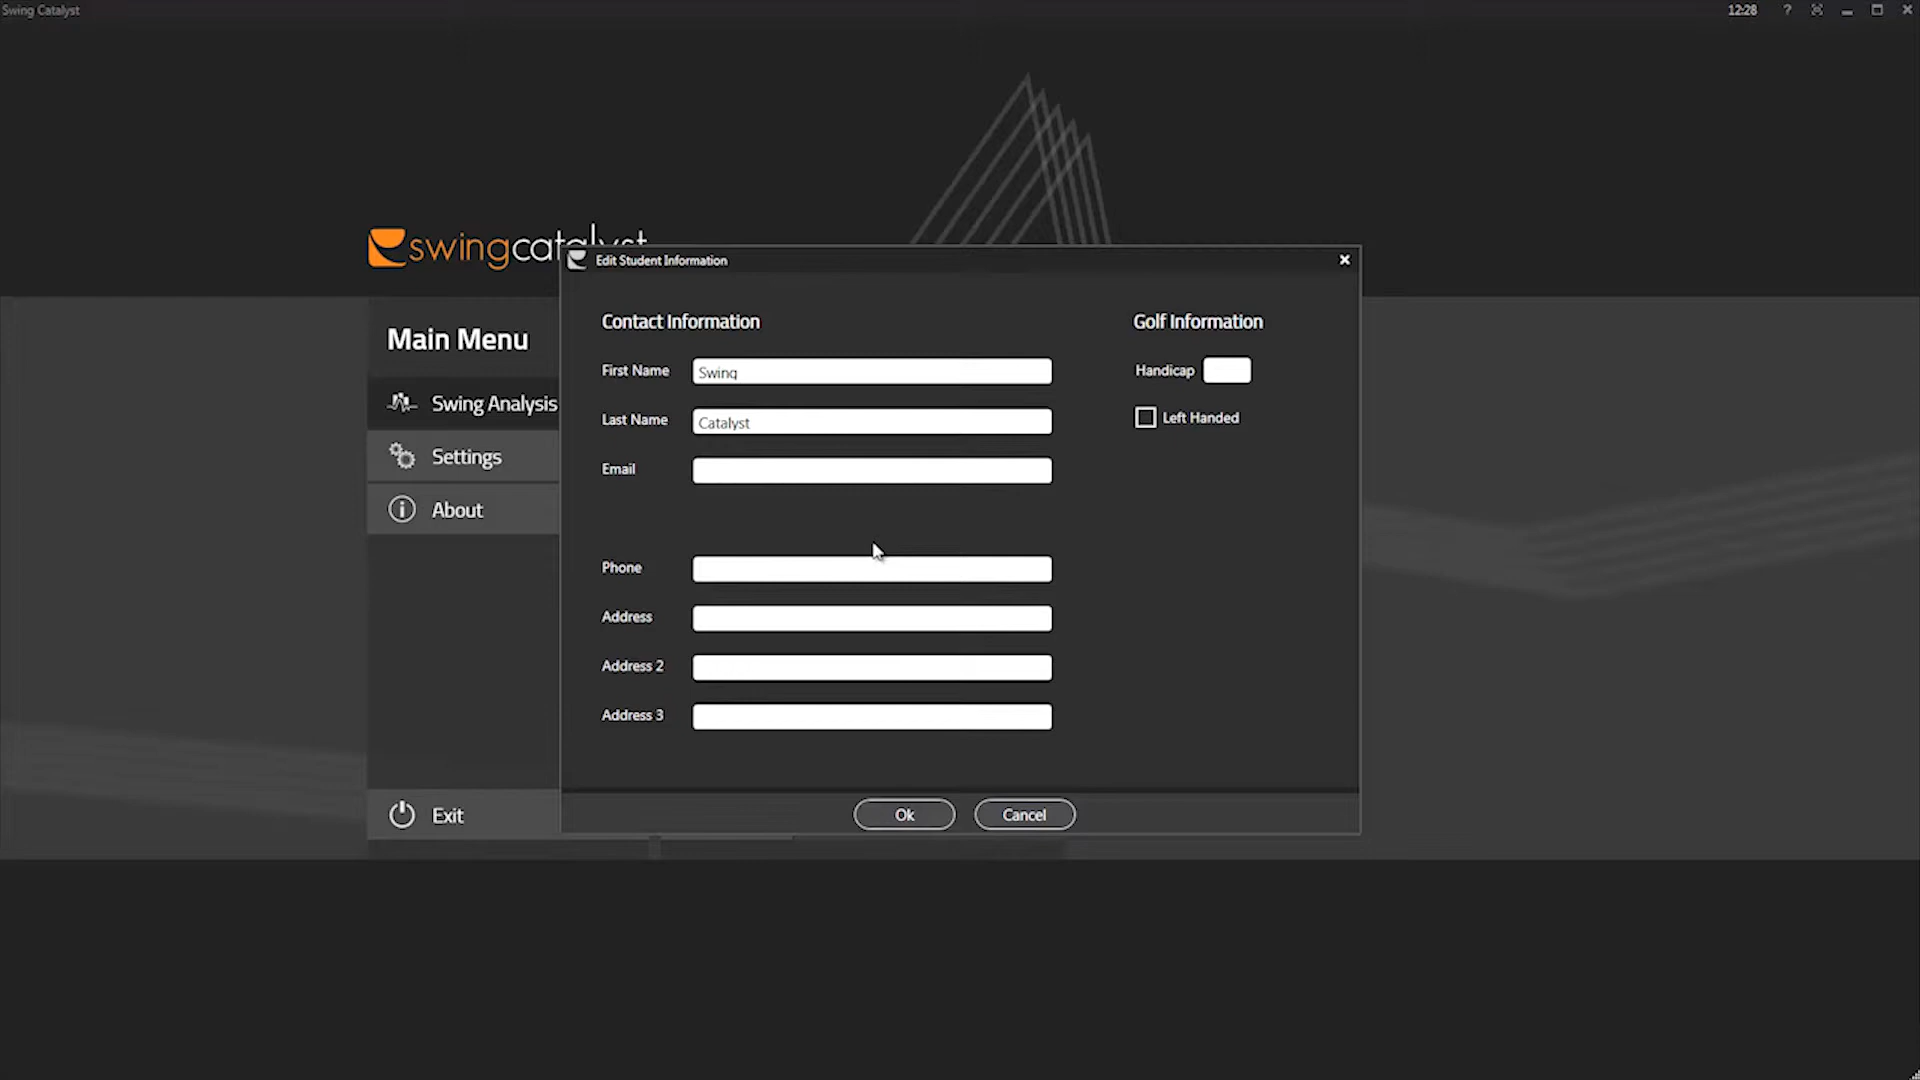 Swing Catalyst
12:28
swingcatalyst
Edit Student Information
Main Menu
Swing Analysis
Settings
About
Exit
Contact Information
First Name Swing
Last Name Catalyst
Email
Phone
Address
Address 2
Address 3
Golf Information
Handicap
Left Handed
Ok
Cancel